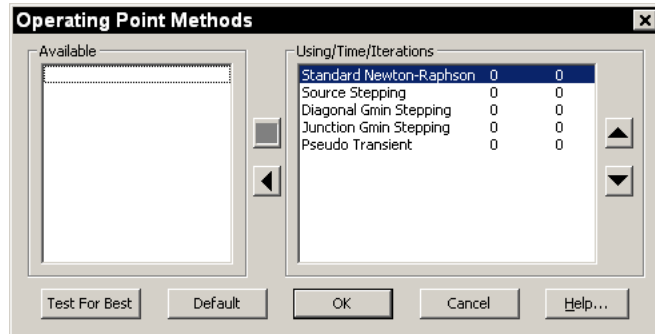 Operating Point Methods
Available
Using/Time/Iterations
Standard Newton-Raphson 0 0
Source Stepping 0 0
Diagonal Gmin Stepping 0 0
Junction Gmin Stepping 0 0
Pseudo Transient 0 0
Test For Best
Default
OK
Cancel
Help...